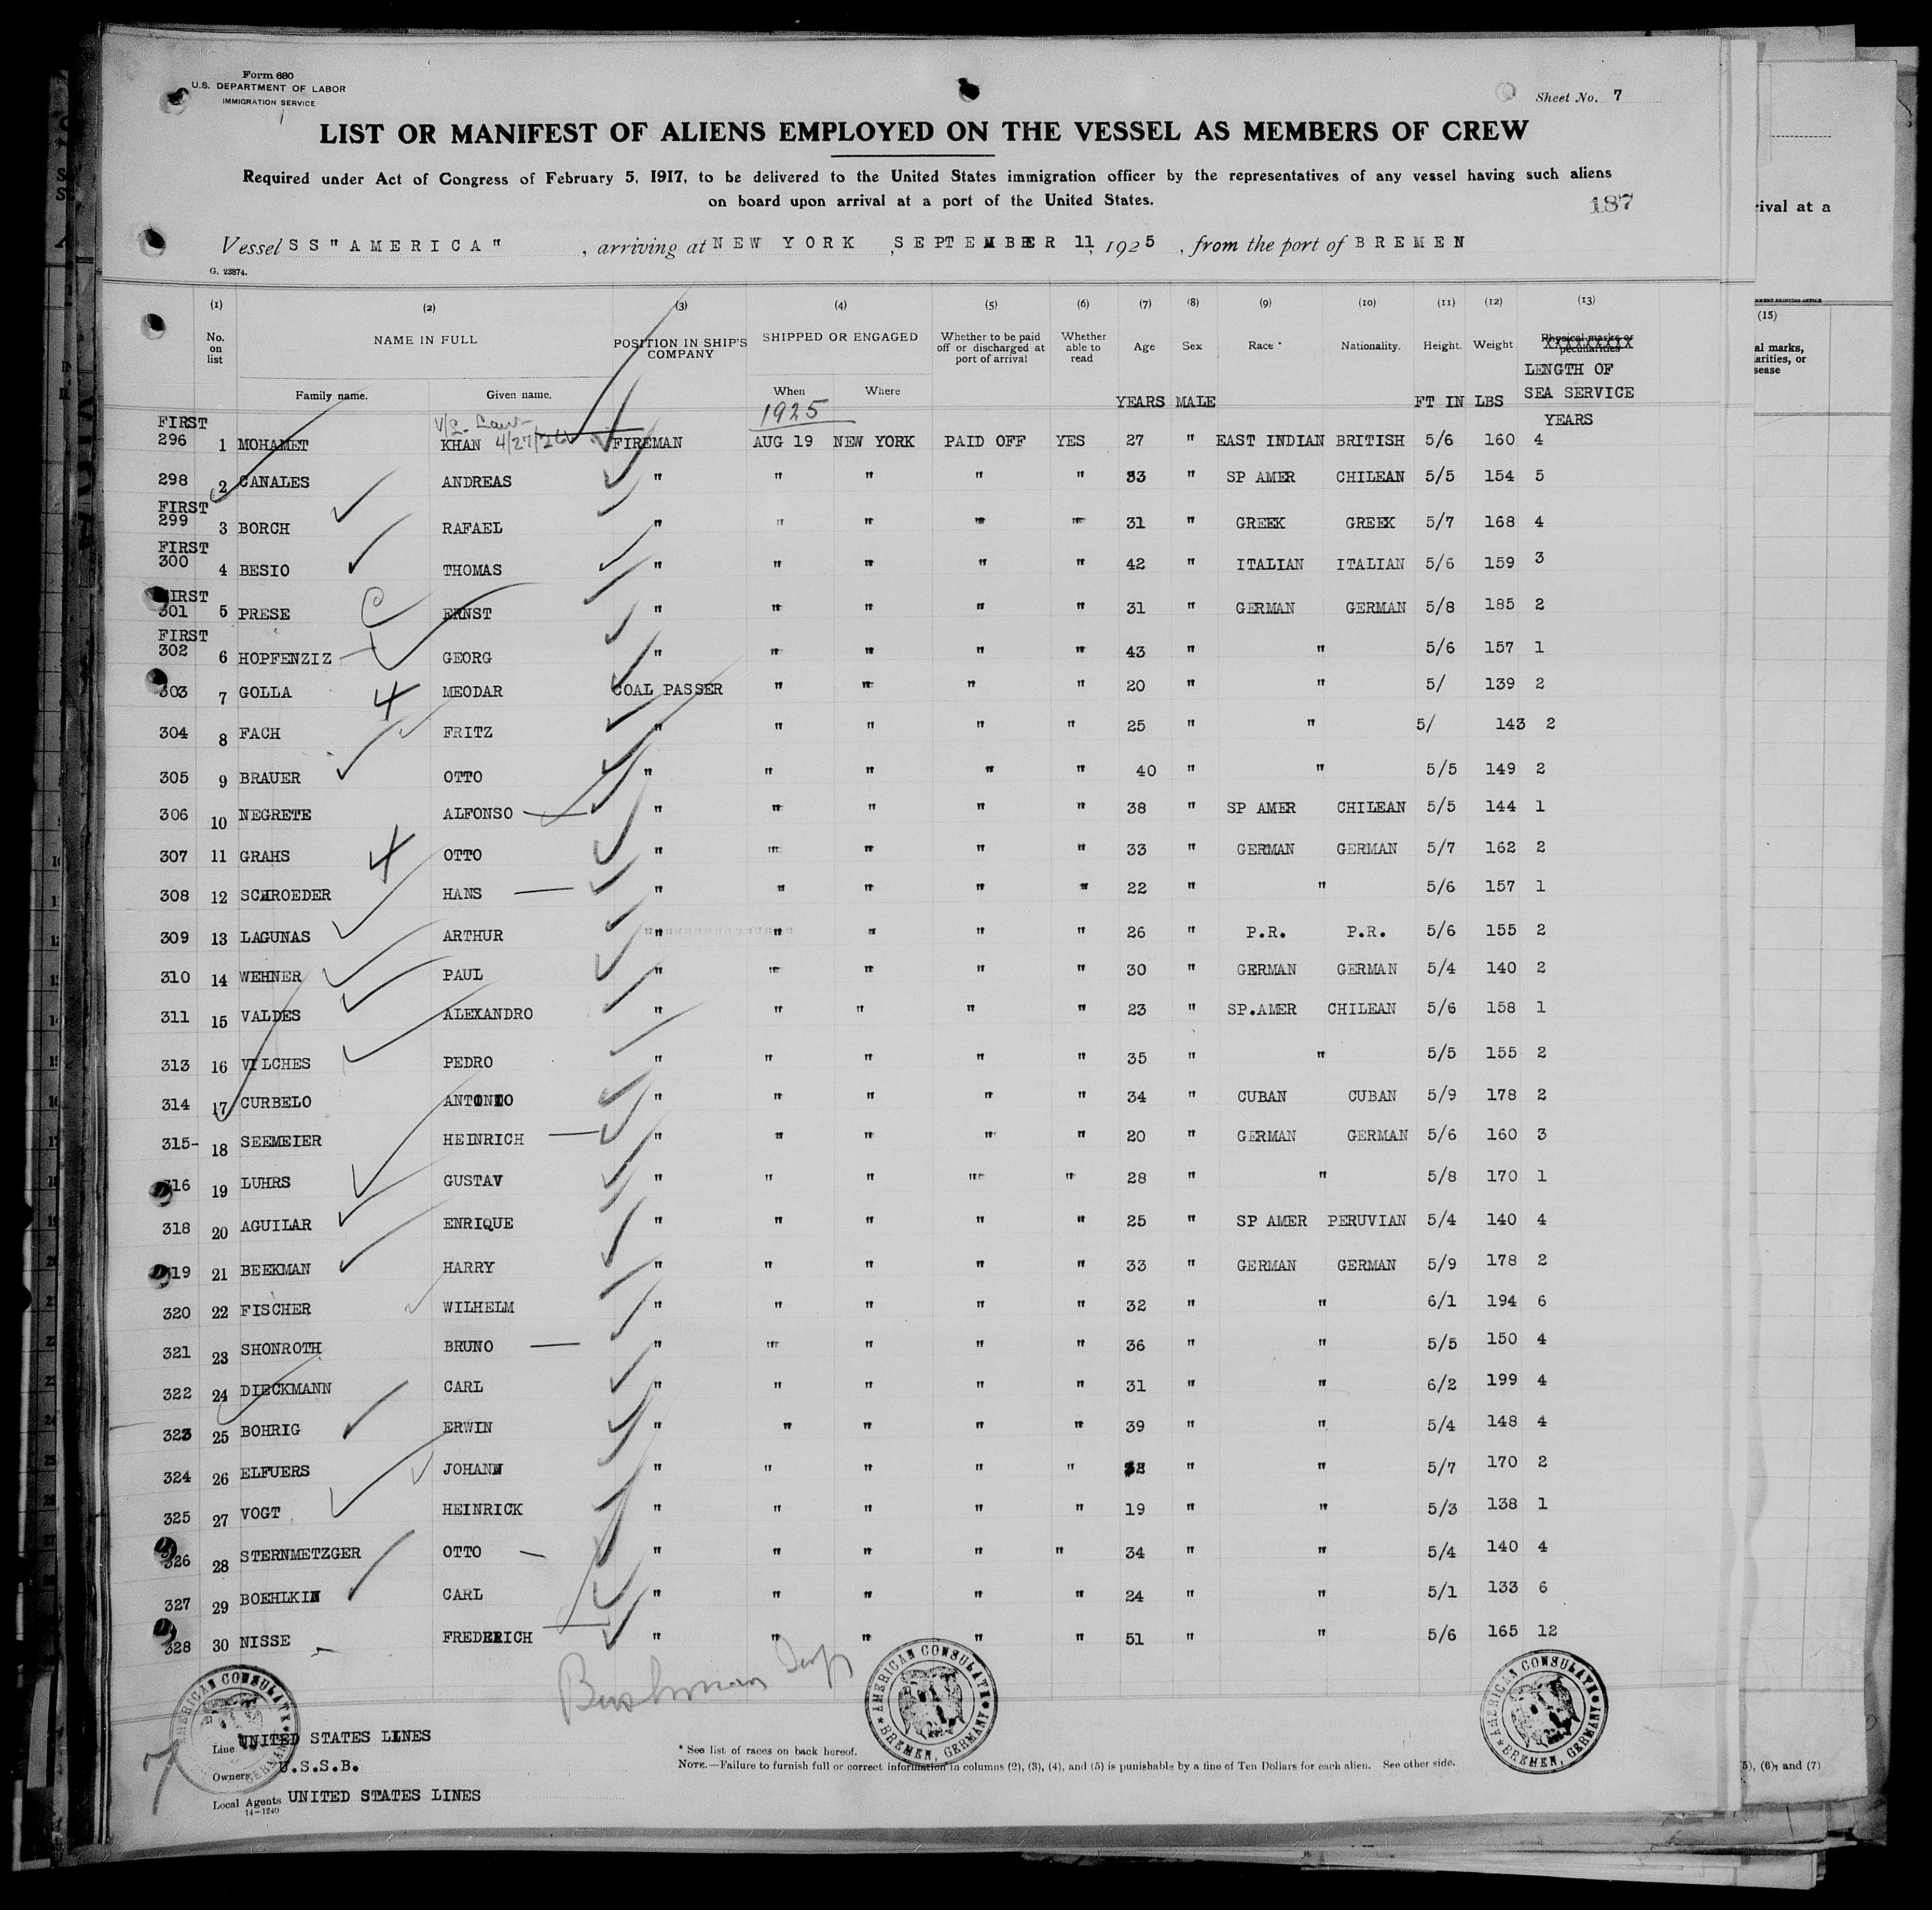 Form 680
U.S. DEPARTMENT OF LABOR
IMMIGRATION SERVICE
Sheet No. 7
LIST OR MANIFEST OF ALIENS EMPLOYED ON THE VESSEL AS MEMBERS OF CREW
Required under Act of Congress of February 5, 1917, to be delivered to the United States immigration officer by the representatives of any vessel having such aliens
on board upon arrival at a port of the United States.
187
rival at a
Vessel SS "AMERICA", arriving at NEW YORK, SEPTEMBER 11, 1925, from the port of BREMEN
G. 23874.
(1) (2) (3) (4) (5) (6) (7) (8) (9) (10) (11) (12) (13) (15)
No. on list NAME IN FULL POSITION IN SHIP'S COMPANY SHIPPED OR ENGAGED Whether to be paid off or discharged at port of arrival Whether able to read Age Sex Race * Nationality. Height. Weight Physical marks or peculiarities LENGTH OF SEA SERVICE
Family name. Given name. When Where YEARS MALE FT IN LBS YEARS
1925
4/27/26
FIRST 296 1 MOHAMET KHAN FIREMAN AUG 19 NEW YORK PAID OFF YES 27 " EAST INDIAN BRITISH 5/6 160 4
298 2 CANALES ANDREAS " " " " " 33 " SP AMER CHILEAN 5/5 154 5
FIRST 299 3 BORCH RAFAEL " " " " " 31 " GREEK GREEK 5/7 168 4
FIRST 300 4 BESIO THOMAS " " " " " 42 " ITALIAN ITALIAN 5/6 159 3
FIRST 301 5 PRESE ERNST " " " " " 31 " GERMAN GERMAN 5/8 185 2
FIRST 302 6 HOPFENZIZ GEORG " " " " " 43 " " 5/6 157 1
303 7 GOLLA MEODAR COAL PASSER " " " " 20 " " 5/ 139 2
304 8 FACH FRITZ " " " " " 25 " " 5/ 143 2
305 9 BRAUER OTTO " " " " " 40 " " 5/5 149 2
306 10 NEGRETE ALFONSO " " " " " 38 " SP AMER CHILEAN 5/5 144 1
307 11 GRAHS OTTO " " " " " 33 " GERMAN GERMAN 5/7 162 2
308 12 SCHROEDER HANS " " " " " 22 " " 5/6 157 1
309 13 LAGUNAS ARTHUR " " " " " 26 " P.R. P.R. 5/6 155 2
310 14 WEHNER PAUL " " " " " 30 " GERMAN GERMAN 5/4 140 2
311 15 VALDES ALEXANDRO " " " " " 23 " SP.AMER CHILEAN 5/6 158 1
313 16 VILCHES PEDRO " " " " " 35 " " 5/5 155 2
314 17 CURBELO ANTONIO " " " " " 34 " CUBAN CUBAN 5/9 178 2
315- 18 SEEMEIER HEINRICH " " " " " 20 " GERMAN GERMAN 5/6 160 3
316 19 LUHRS GUSTAV " " " " " 28 " " 5/8 170 1
318 20 AGUILAR ENRIQUE " " " " " 25 " SP AMER PERUVIAN 5/4 140 4
319 21 BEEKMAN HARRY " " " " " 33 " GERMAN GERMAN 5/9 178 2
320 22 FISCHER WILHELM " " " " " 32 " " 6/1 194 6
321 23 SHONROTH BRUNO " " " " " 36 " " 5/5 150 4
322 24 DIECKMANN CARL " " " " " 31 " " 6/2 199 4
323 25 BOHRIG ERWIN " " " " " 39 " " 5/4 148 4
324 26 ELFUERS JOHANN " " " " " " " 5/7 170 2
325 27 VOGT HEINRICK " " " " " 19 " " 5/3 138 1
326 28 STERNMETZGER OTTO " " " " " 34 " " 5/4 140 4
327 29 BOEHLKIN CARL " " " " " 24 " " 5/1 133 6
328 30 NISSE FREDERICH " " " " " 51 " " 5/6 165 12
Bushman
AMERICAN CONSULATE BREMEN, GERMANY
AMERICAN CONSULATE BREMEN, GERMANY
AMERICAN CONSULATE GERMANY
Line UNITED STATES LINES
Owners U.S.S.B.
Local Agents UNITED STATES LINES
14-1240
* See list of races on back hereof.
NOTE.—Failure to furnish full or correct information in columns (2), (3), (4), and (5) is punishable by a fine of Ten Dollars for each alien. See other side.
(5), (6), and (7)
7